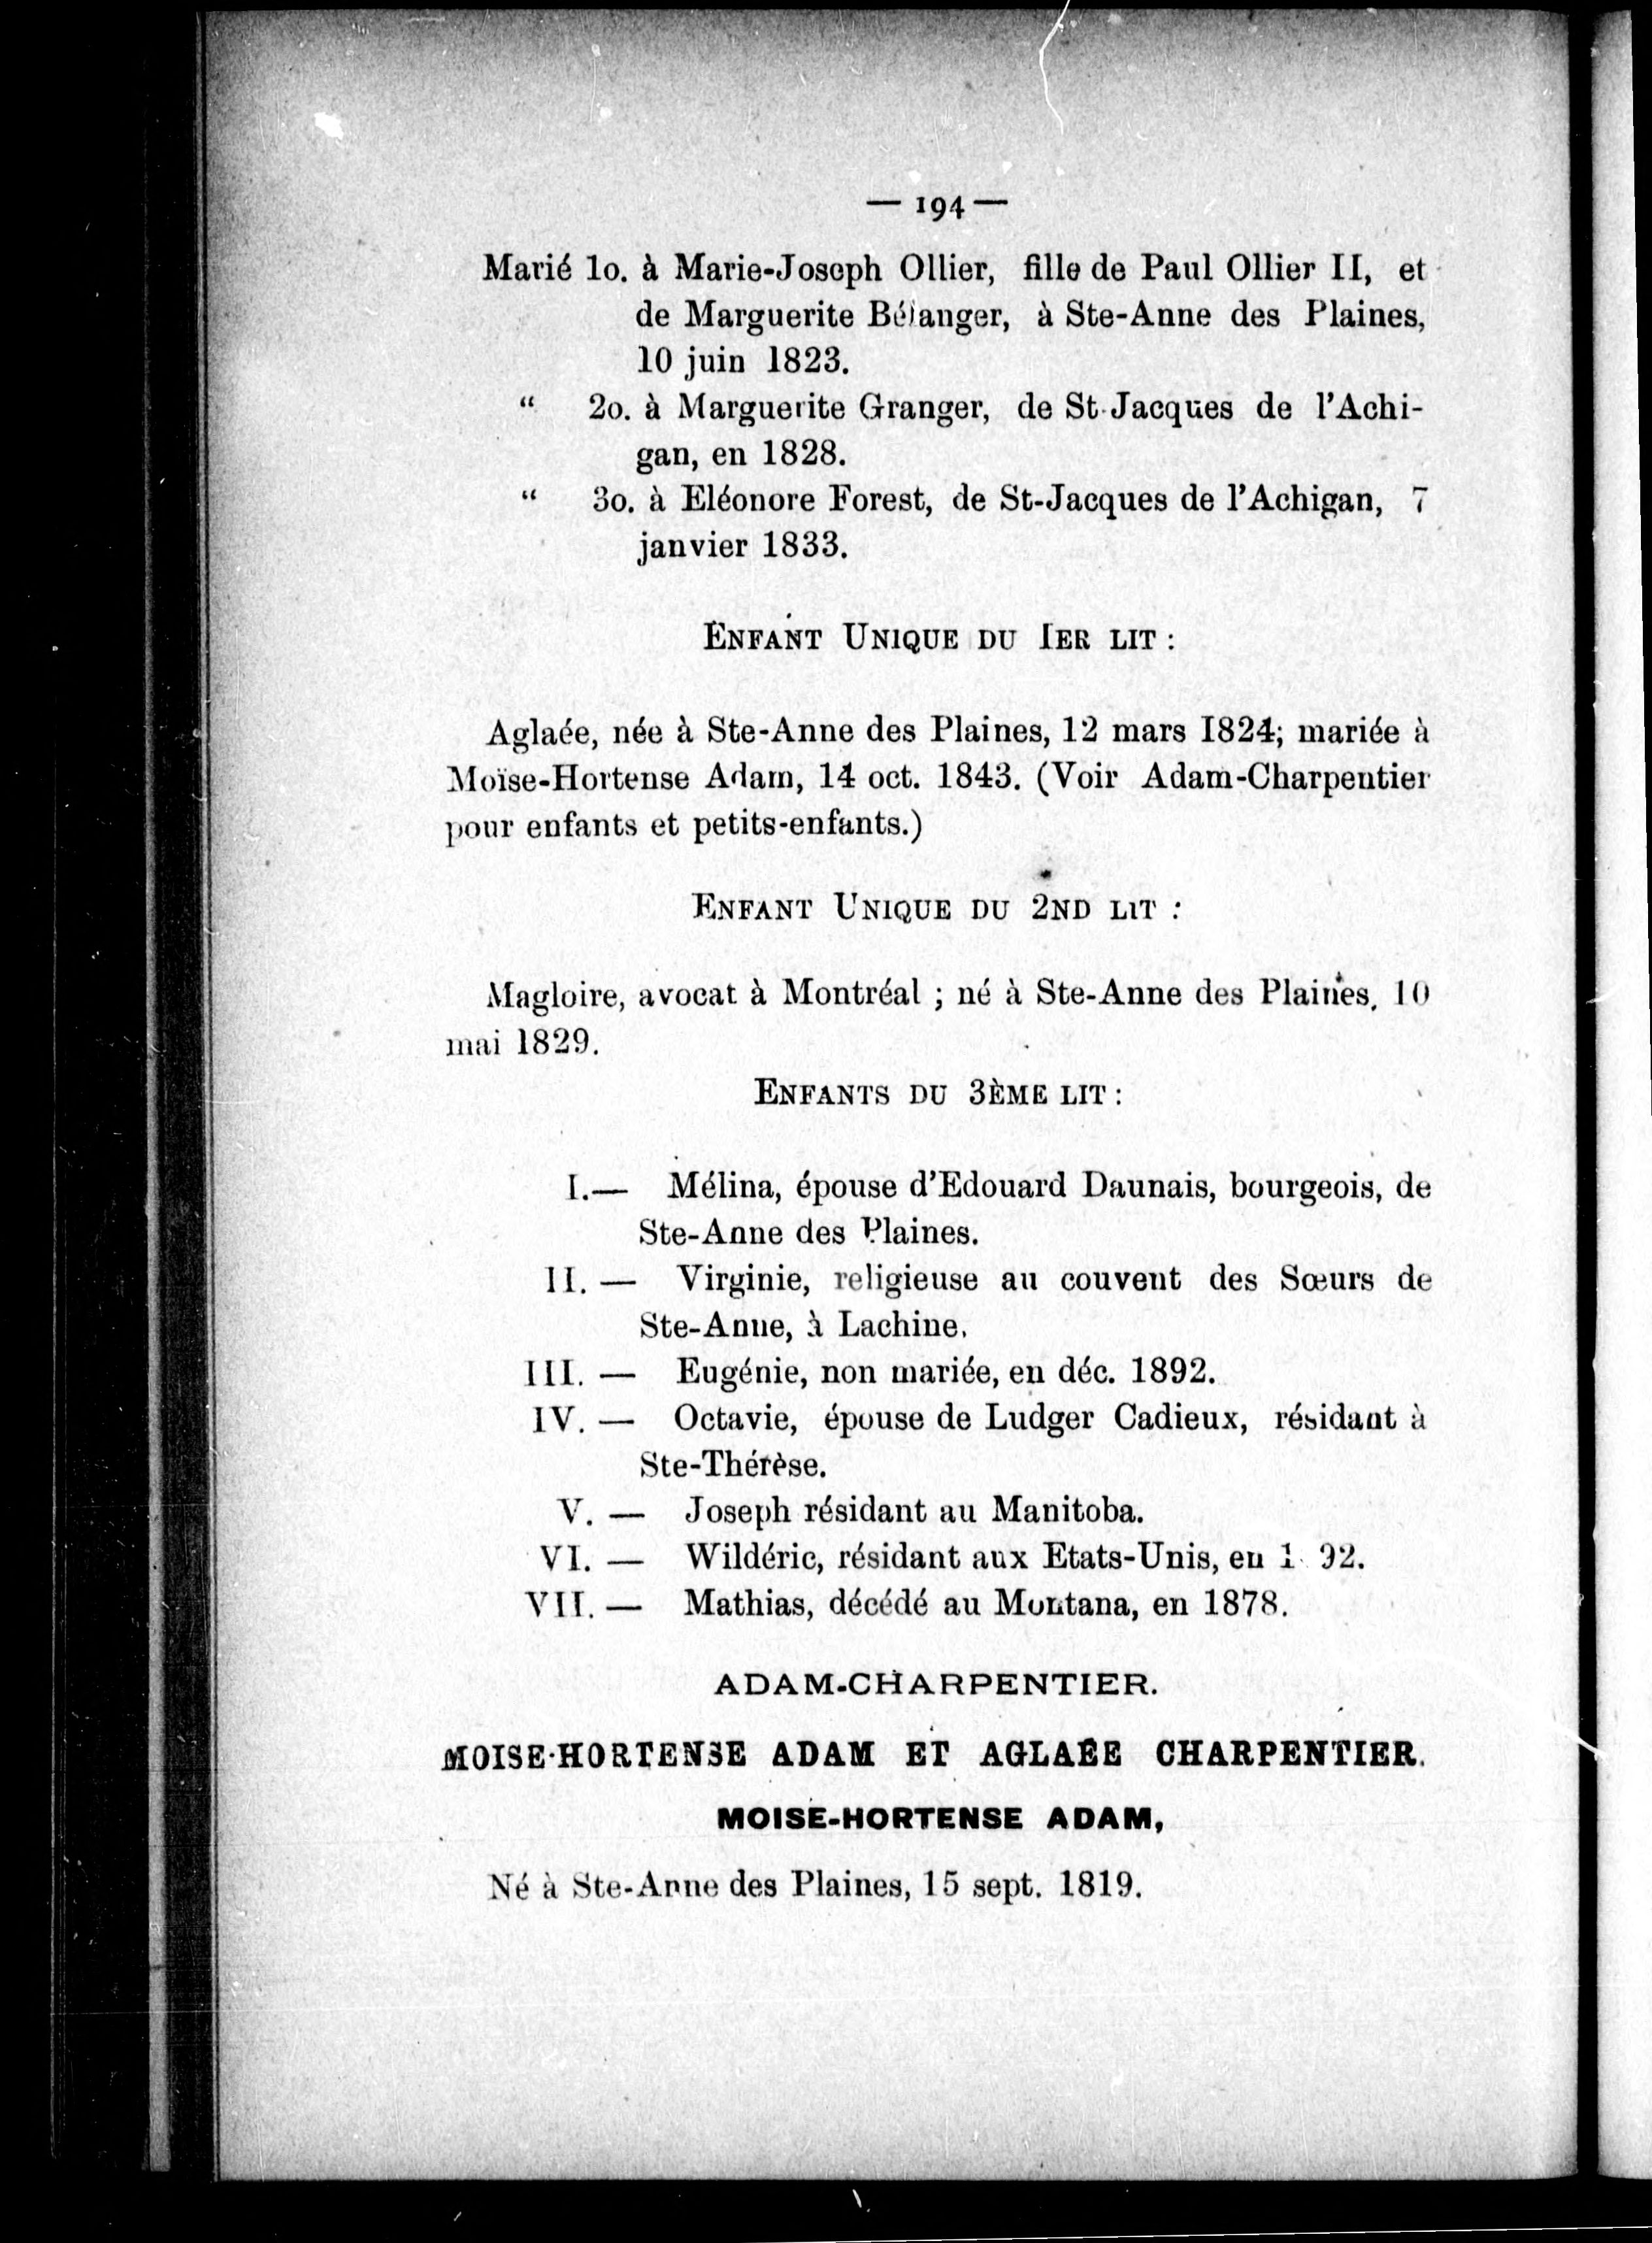 — 194 —
Marié 1o. à Marie-Joseph Ollier, fille de Paul Ollier II, et
de Marguerite Bélanger, à Ste-Anne des Plaines,
10 juin 1823.
“ 2o. à Marguerite Granger, de St-Jacques de l'Achi-
gan, en 1828.
“ 3o. à Eléonore Forest, de St-Jacques de l'Achigan, 7
janvier 1833.
ENFANT UNIQUE DU IER LIT :
Aglaée, née à Ste-Anne des Plaines, 12 mars 1824; mariée à
Moïse-Hortense Adam, 14 oct. 1843. (Voir Adam-Charpentier
pour enfants et petits-enfants.)
ENFANT UNIQUE DU 2ND LIT :
Magloire, avocat à Montréal ; né à Ste-Anne des Plaines, 10
mai 1829.
ENFANTS DU 3ÈME LIT :
I.— Mélina, épouse d'Edouard Daunais, bourgeois, de
Ste-Anne des Plaines.
II. — Virginie, religieuse au couvent des Sœurs de
Ste-Anne, à Lachine.
III. — Eugénie, non mariée, en déc. 1892.
IV. — Octavie, épouse de Ludger Cadieux, résidant à
Ste-Thérèse.
V. — Joseph résidant au Manitoba.
VI. — Wildéric, résidant aux Etats-Unis, en
VII. — Mathias, décédé au Montana, en 1878.
ADAM-CHARPENTIER.
MOISE-HORTENSE ADAM ET AGLAÉE CHARPENTIER.
MOISE-HORTENSE ADAM,
Né à Ste-Anne des Plaines, 15 sept. 1819.